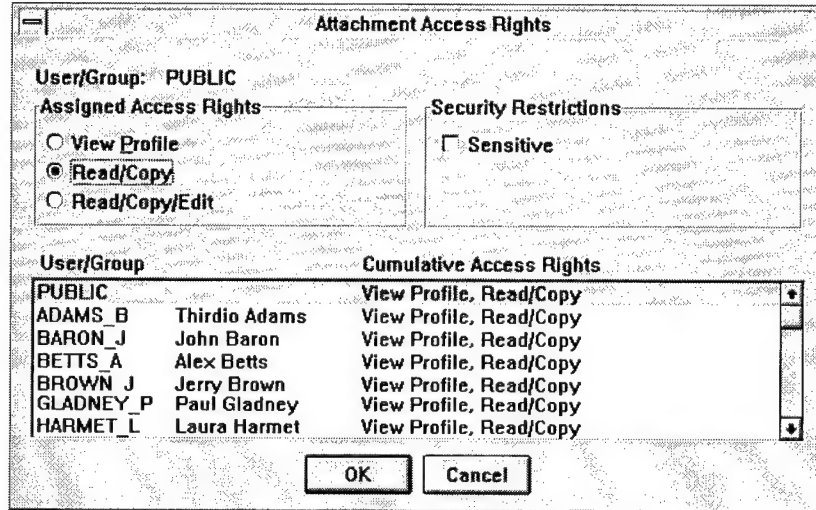 Attachment Access Rights
User/Group: PUBLIC
Assigned Access Rights
View Profile
Read/Copy
Read/Copy/Edit
Security Restrictions
Sensitive
User/Group Cumulative Access Rights
PUBLIC View Profile, Read/Copy
ADAMS_B Thirdio Adams View Profile, Read/Copy
BARON_J John Baron View Profile, Read/Copy
BETTS_A Alex Betts View Profile, Read/Copy
BROWN_J Jerry Brown View Profile, Read/Copy
GLADNEY_P Paul Gladney View Profile, Read/Copy
HARMET_L Laura Harmet View Profile, Read/Copy
OK Cancel